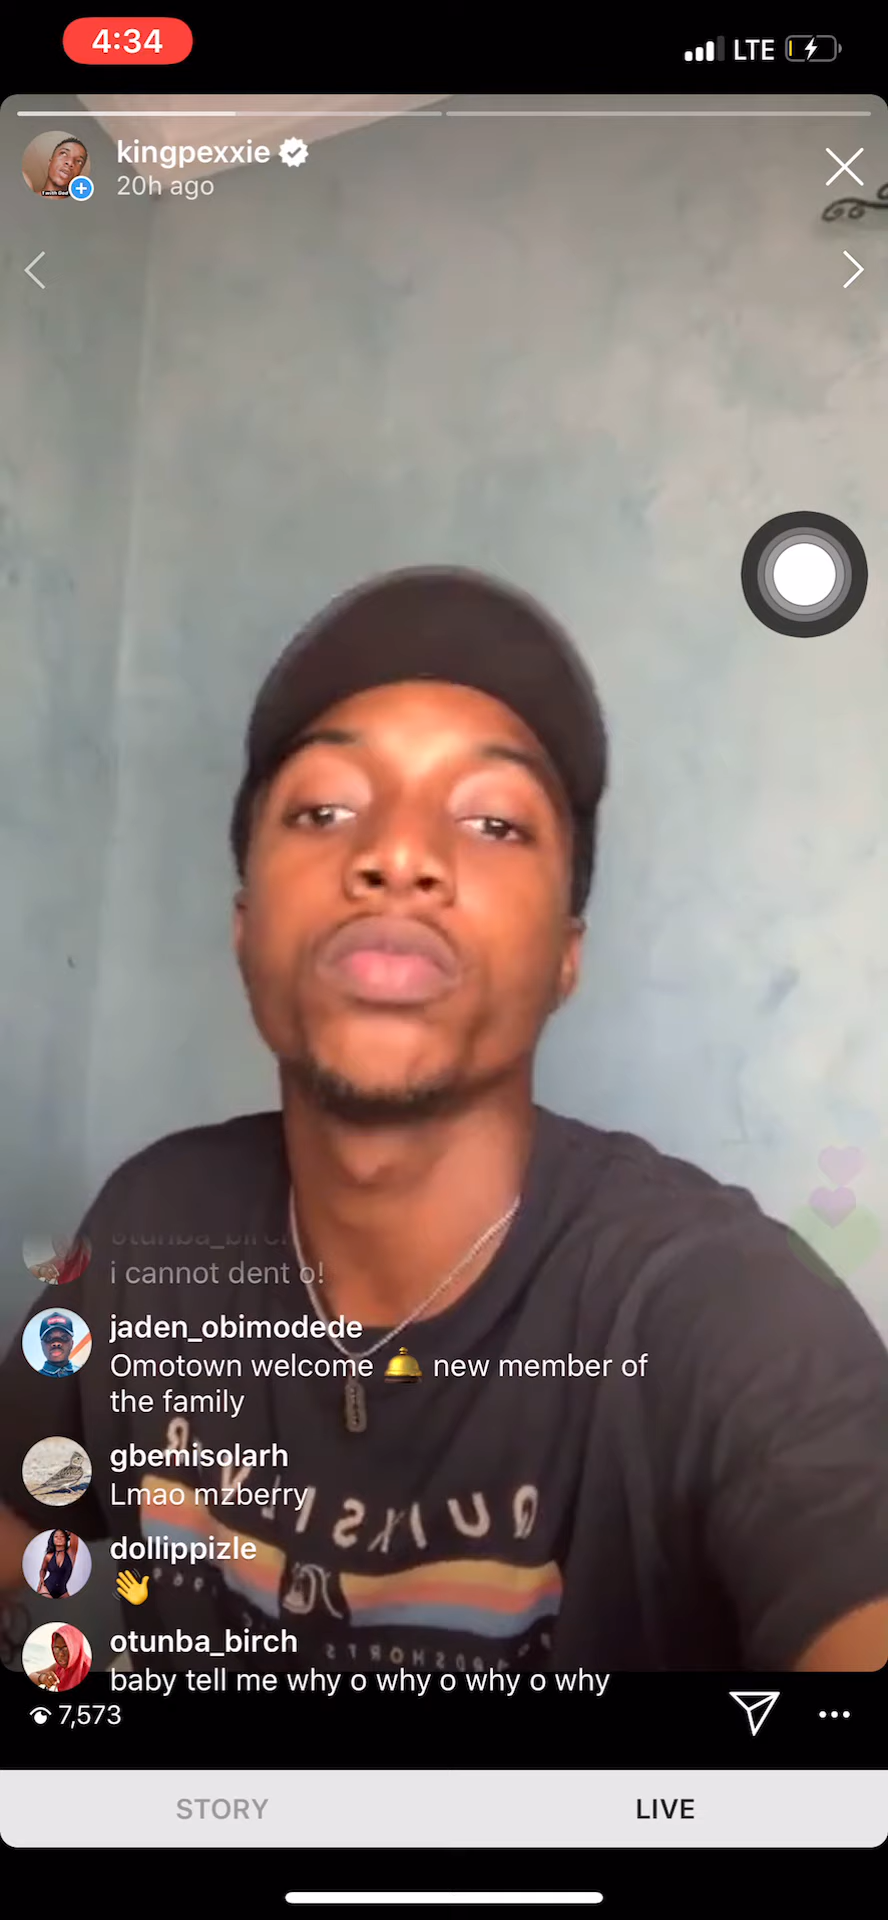 4:34
LTE
kingpexxie
20h ago
i cannot dent o!
jaden_obimodede
Omotown welcome 🛎️ new member of
the family
gbemisolarh
Lmao mzberry
dollippizle
👋
otunba_birch
baby tell me why o why o why o why
7,573
STORY
LIVE